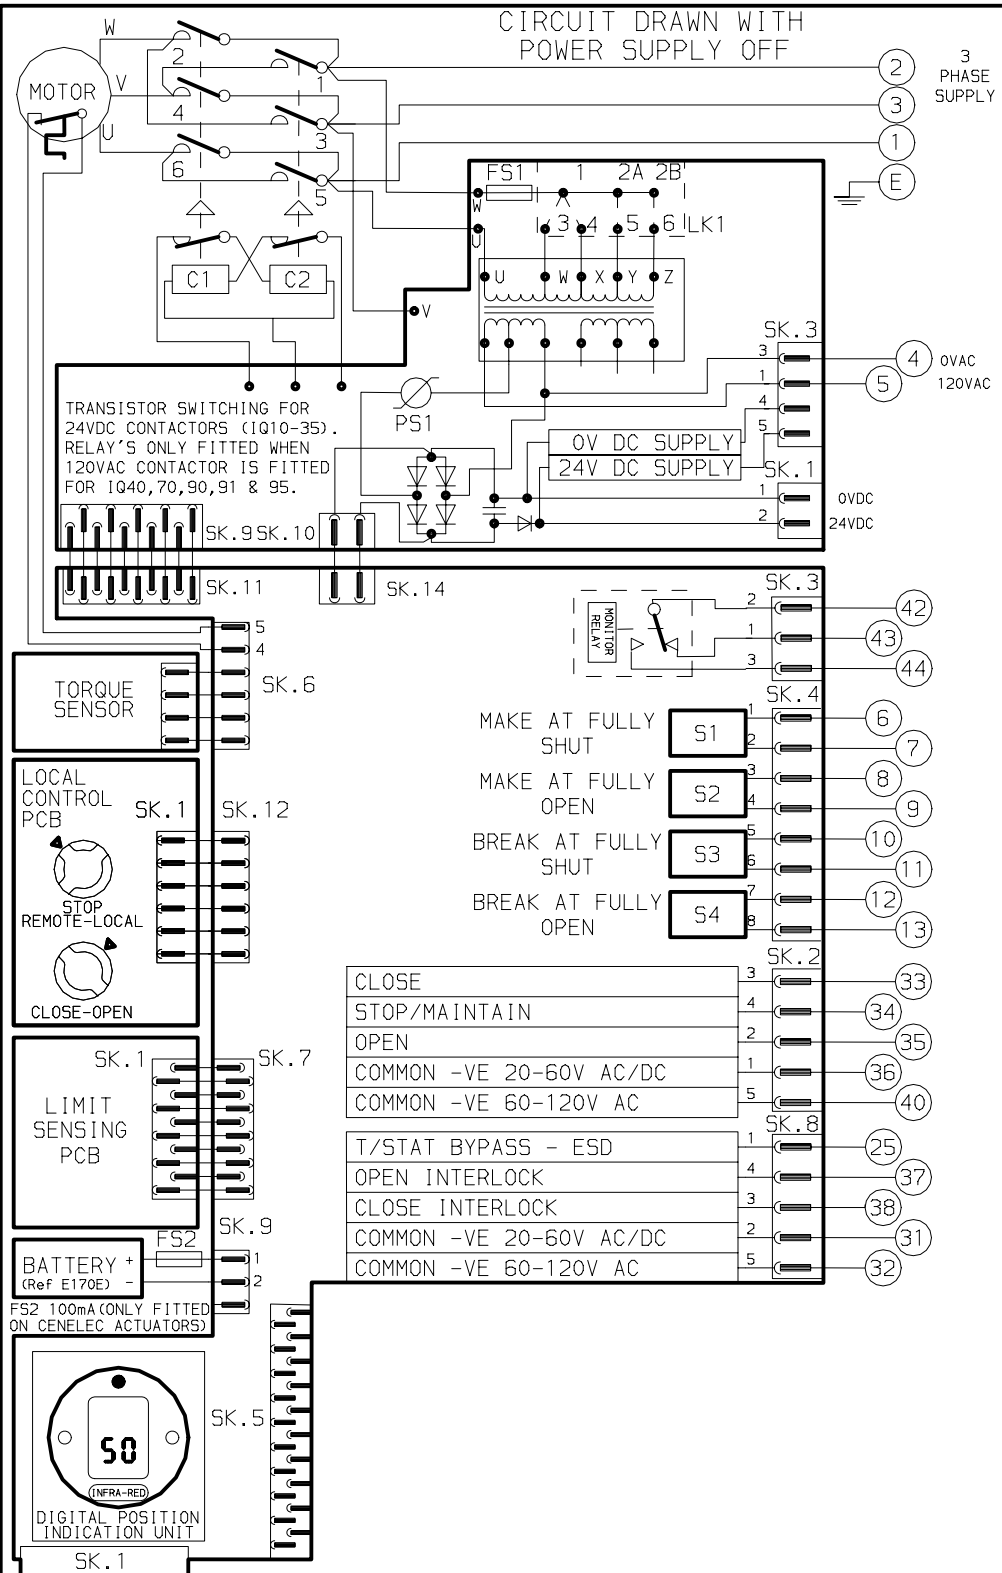 CIRCUIT DRAWN WITH
POWER SUPPLY OFF
3
PHASE
SUPPLY
2
3
1
E
MOTOR
W
V
U
2
4
6
1
3
5
C1
C2
FS1
1
2A
2B
3
4
5
6
LK1
W
U
V
U
W
X
Y
Z
PS1
TRANSISTOR SWITCHING FOR
24VDC CONTACTORS (IQ10-35).
RELAY'S ONLY FITTED WHEN
120VAC CONTACTOR IS FITTED
FOR IQ40,70,90,91 & 95.
0V DC SUPPLY
24V DC SUPPLY
SK.3
3
1
4
5
4 0VAC
5 120VAC
SK.1
1 0VDC
2 24VDC
SK.9
SK.10
SK.11
SK.14
5
4
SK.6
TORQUE
SENSOR
LOCAL
CONTROL
PCB
SK.1
SK.12
STOP
REMOTE-LOCAL
CLOSE-OPEN
SK.1
SK.7
LIMIT
SENSING
PCB
SK.9
FS2
BATTERY + 1
(Ref E170E) - 2
FS2 100mA(ONLY FITTED
ON CENELEC ACTUATORS)
SK.5
50
INFRA-RED
DIGITAL POSITION
INDICATION UNIT
SK.1
MONITOR
RELAY
SK.3
2 42
1 43
3 44
SK.4
MAKE AT FULLY
SHUT
S1
1 6
2 7
MAKE AT FULLY
OPEN
S2
3 8
4 9
BREAK AT FULLY
SHUT
S3
5 10
6 11
BREAK AT FULLY
OPEN
S4
7 12
8 13
SK.2
CLOSE 3 33
STOP/MAINTAIN 4 34
OPEN 2 35
COMMON -VE 20-60V AC/DC 1 36
COMMON -VE 60-120V AC 5 40
SK.8
T/STAT BYPASS - ESD 1 25
OPEN INTERLOCK 4 37
CLOSE INTERLOCK 3 38
COMMON -VE 20-60V AC/DC 2 31
COMMON -VE 60-120V AC 5 32